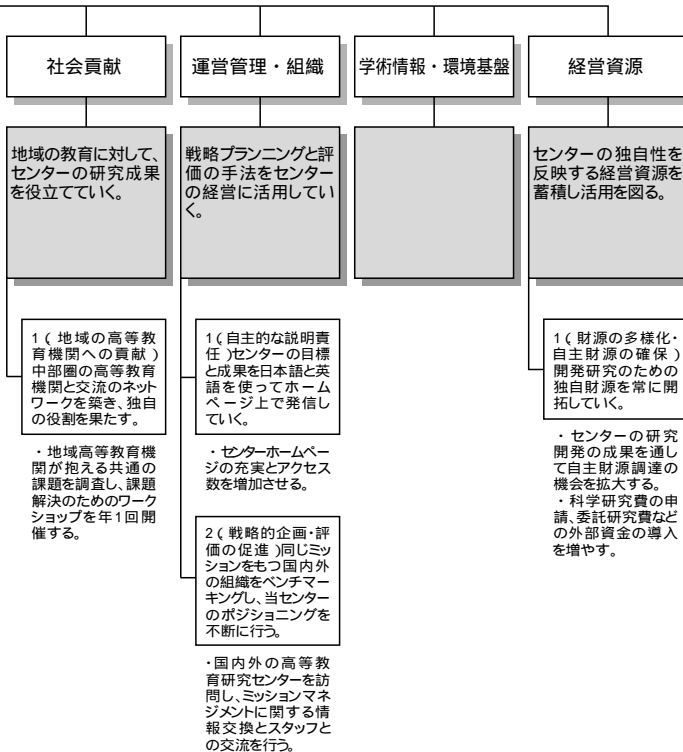 社会貢献
運営管理・組織
学術情報・環境基盤
経営資源
地域の教育に対して、
センターの研究成果
を役立てていく。
戦略プランニングと評
価の手法をセンター
の経営に活用してい
く。
センターの独自性を
反映する経営資源を
蓄積し活用を図る。
1(地域の高等教
育機関への貢献)
中部圏の高等教育
機関と交流のネット
ワークを築き、独自
の役割を果たす。
・地域高等教育機
関が抱える共通の
課題を調査し、課題
解決のためのワーク
ショップを年1回開
催する。
1(自主的な説明責
任)センターの目標
と成果を日本語と英
語を使ってホーム
ページ上で発信し
ていく。
・センターホームペー
ジの充実とアクセス
数を増加させる。
2(戦略的企画・評
価の促進)同じミッ
ションをもつ国内外
の組織をベンチマー
キングし、当センター
のポジショニングを
不断に行う。
・国内外の高等教
育研究センターを訪
問し、ミッションマネ
ジメントに関する情
報交換とスタッフと
の交流を行う。
1(財源の多様化・
自主財源の確保)
開発研究のための
独自財源を常に開
拓していく。
・センターの研究
開発の成果を通し
て自主財源調達の
機会を拡大する。
・科学研究費の申
請、委託研究費など
の外部資金の導入
を増やす。